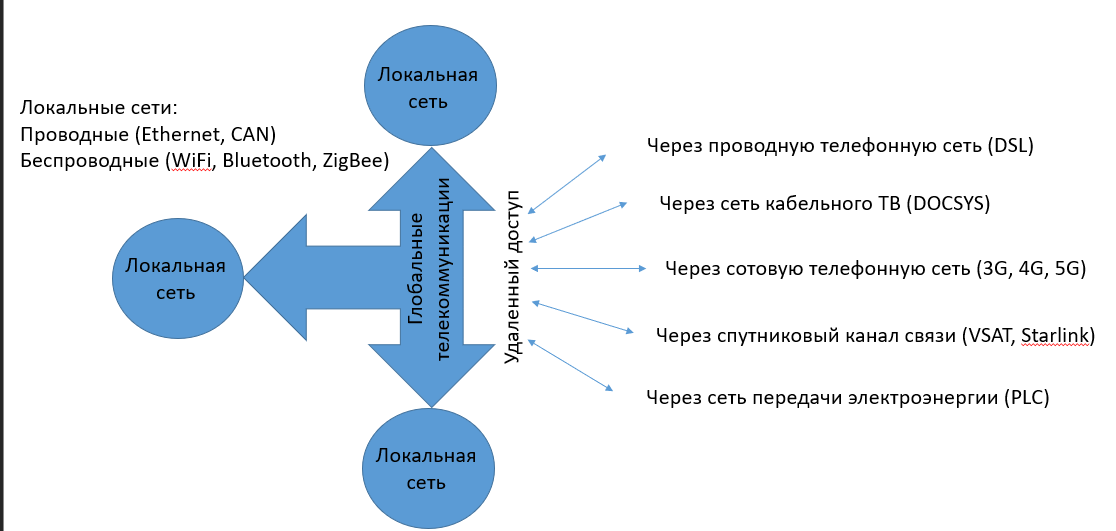 Локальная
сеть
Локальные сети:
Проводные (Ethernet, CAN)
Беспроводные (WiFi, Bluetooth, ZigBee)
Локальная
сеть
Глобальные
телекоммуникации
Удаленный доступ
Через проводную телефонную сеть (DSL)
Через сеть кабельного ТВ (DOCSYS)
Через сотовую телефонную сеть (3G, 4G, 5G)
Через спутниковый канал связи (VSAT, Starlink)
Через сеть передачи электроэнергии (PLC)
Локальная
сеть